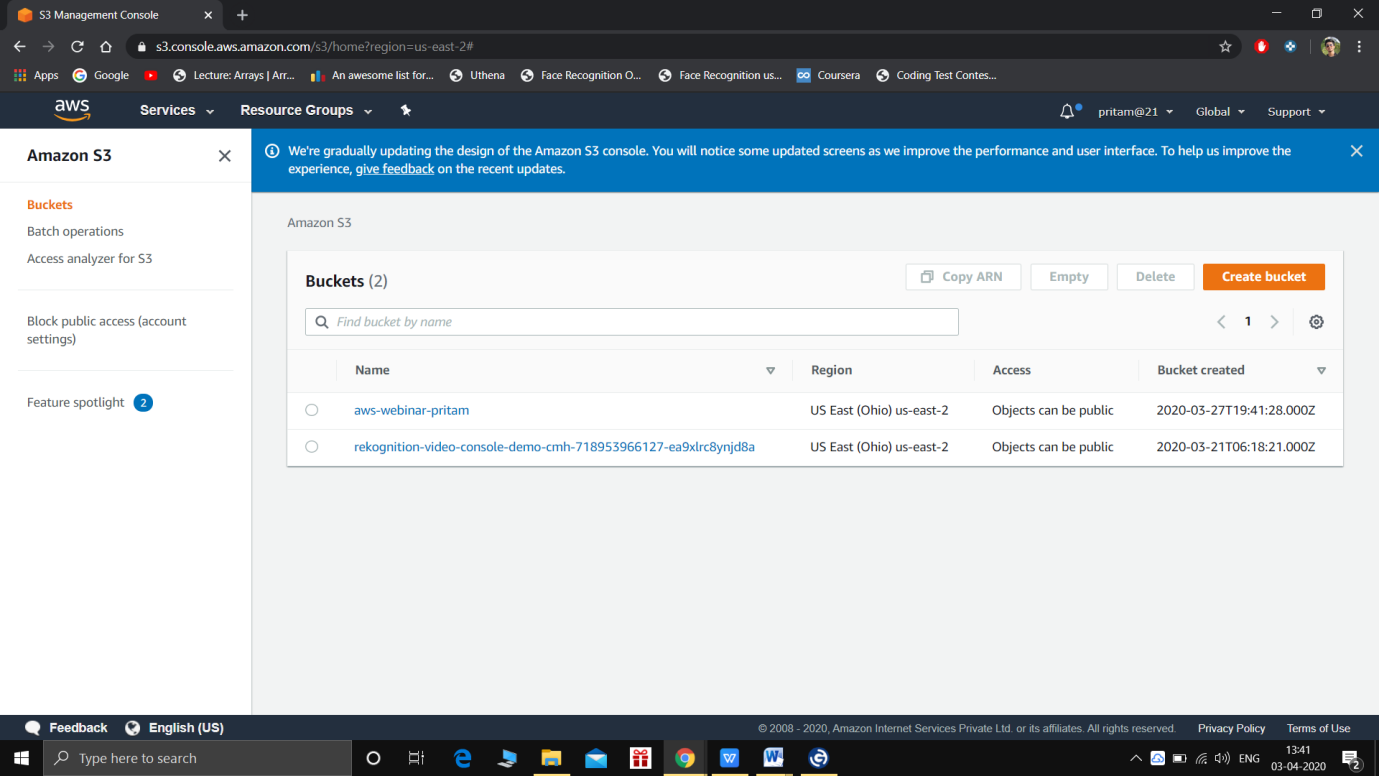 S3 Management Console
s3.console.aws.amazon.com/s3/home?region=us-east-2#
Apps Google Lecture: Arrays | Arr... An awesome list for... Uthena Face Recognition O... Face Recognition us... Coursera Coding Test Contes...
aws Services Resource Groups pritam@21 Global Support
Amazon S3
Buckets
Batch operations
Access analyzer for S3
Block public access (account
settings)
Feature spotlight 2
We're gradually updating the design of the Amazon S3 console. You will notice some updated screens as we improve the performance and user interface. To help us improve the
experience, give feedback on the recent updates.
Amazon S3
Buckets (2) Copy ARN Empty Delete Create bucket
Find bucket by name 1
Name Region Access Bucket created
aws-webinar-pritam US East (Ohio) us-east-2 Objects can be public 2020-03-27T19:41:28.000Z
rekognition-video-console-demo-cmh-718953966127-ea9xlrc8ynjd8a US East (Ohio) us-east-2 Objects can be public 2020-03-21T06:18:21.000Z
Feedback English (US) © 2008 - 2020, Amazon Internet Services Private Ltd. or its affiliates. All rights reserved. Privacy Policy Terms of Use
Type here to search ENG 13:41
03-04-2020 2